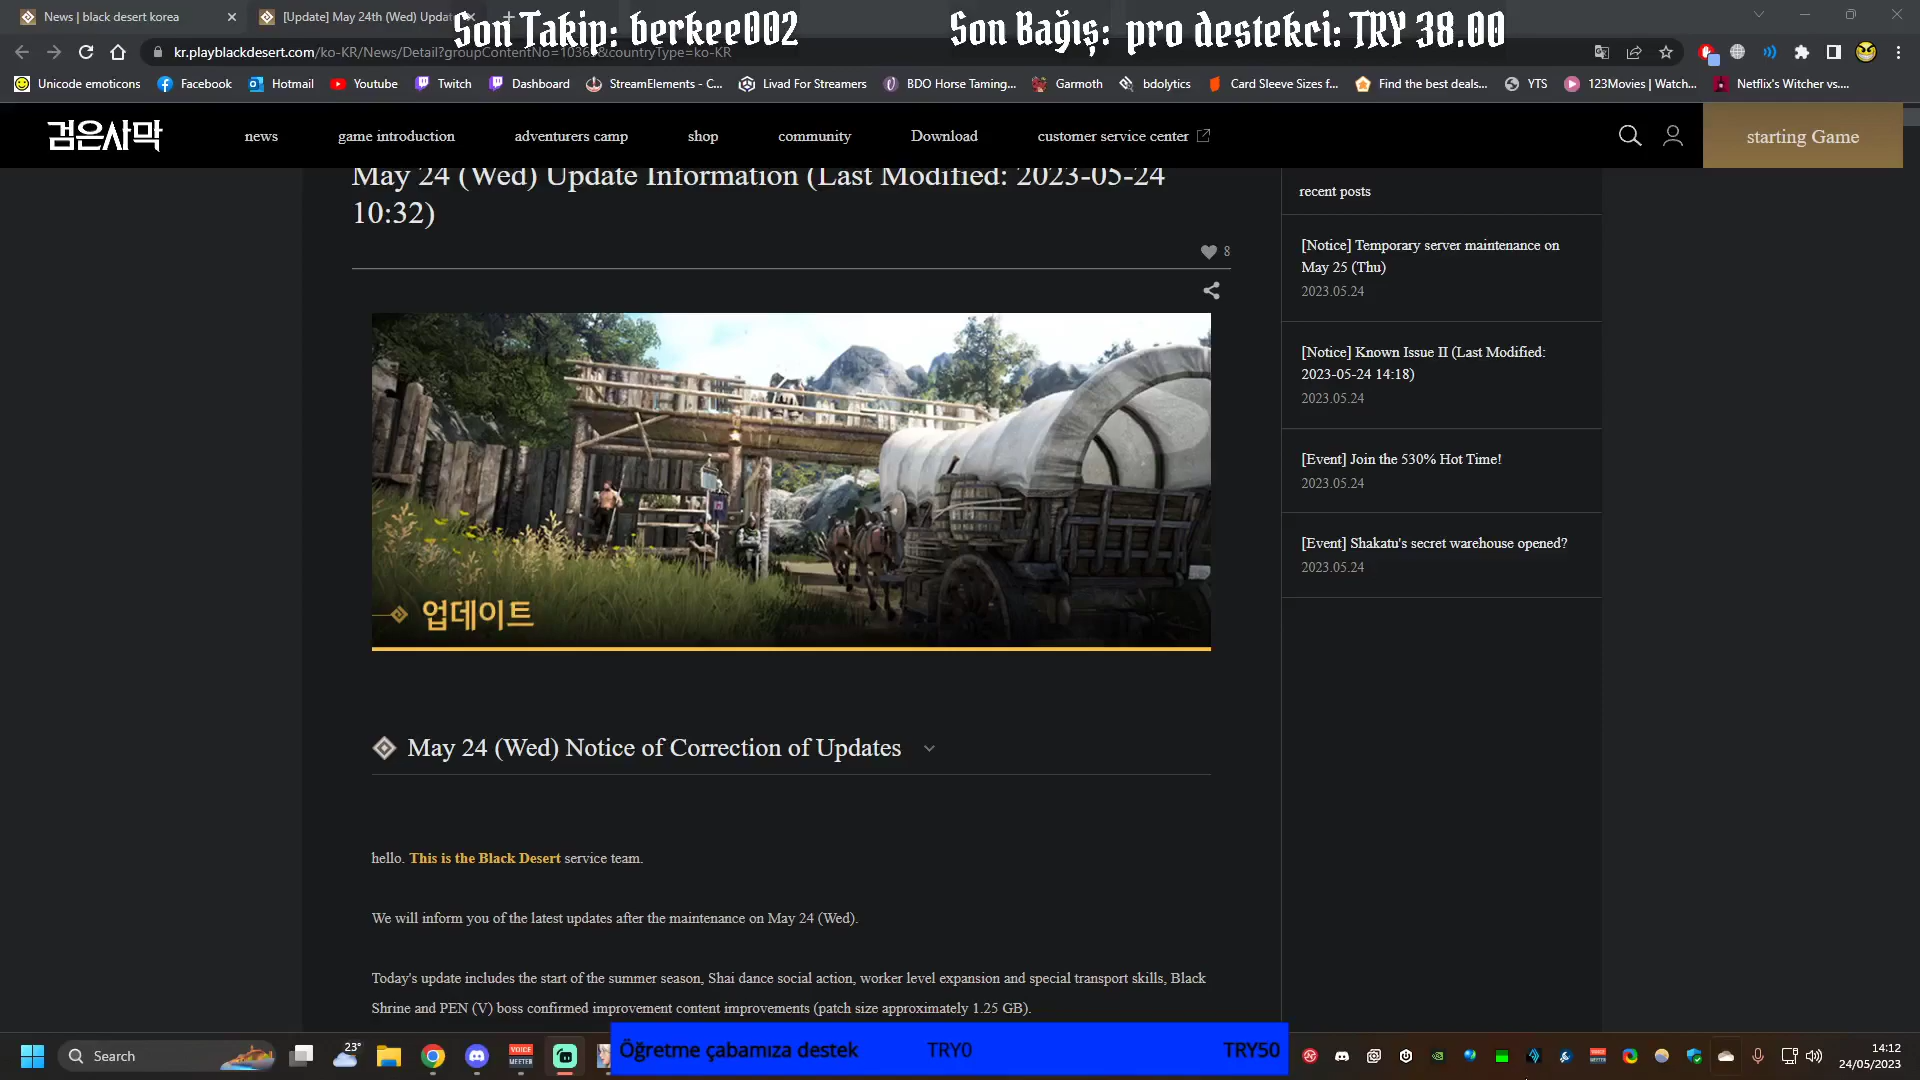 News | black desert korea
[Update] May 24th (Wed) Upda
Son Takip: berkee002
Son Bağış: pro destekci: TRY 38.00
kr.playblackdesert.com/ko-KR/News/Detail?groupContentNo=1036 &countryType=ko-KR
Unicode emoticons
Facebook
Hotmail
Youtube
Twitch
Dashboard
StreamElements - C...
Livad For Streamers
BDO Horse Taming...
Garmoth
bdolytics
Card Sleeve Sizes f...
Find the best deals...
YTS
123Movies | Watch...
Netflix's Witcher vs....
검은사막
news
game introduction
adventurers camp
shop
community
Download
customer service center
starting Game
May 24 (Wed) Update Information (Last Modified: 2023-05-24
10:32)
8
업데이트
May 24 (Wed) Notice of Correction of Updates
hello. This is the Black Desert service team.
We will inform you of the latest updates after the maintenance on May 24 (Wed).
Today's update includes the start of the summer season, Shai dance social action, worker level expansion and special transport skills, Black
Shrine and PEN (V) boss confirmed improvement content improvements (patch size approximately 1.25 GB).
recent posts
[Notice] Temporary server maintenance on
May 25 (Thu)
2023.05.24
[Notice] Known Issue II (Last Modified:
2023-05-24 14:18)
2023.05.24
[Event] Join the 530% Hot Time!
2023.05.24
[Event] Shakatu's secret warehouse opened?
2023.05.24
Search
23°
VOICE
MEETER
Öğretme çabamıza destek
TRY0
TRY50
14:12
24/05/2023